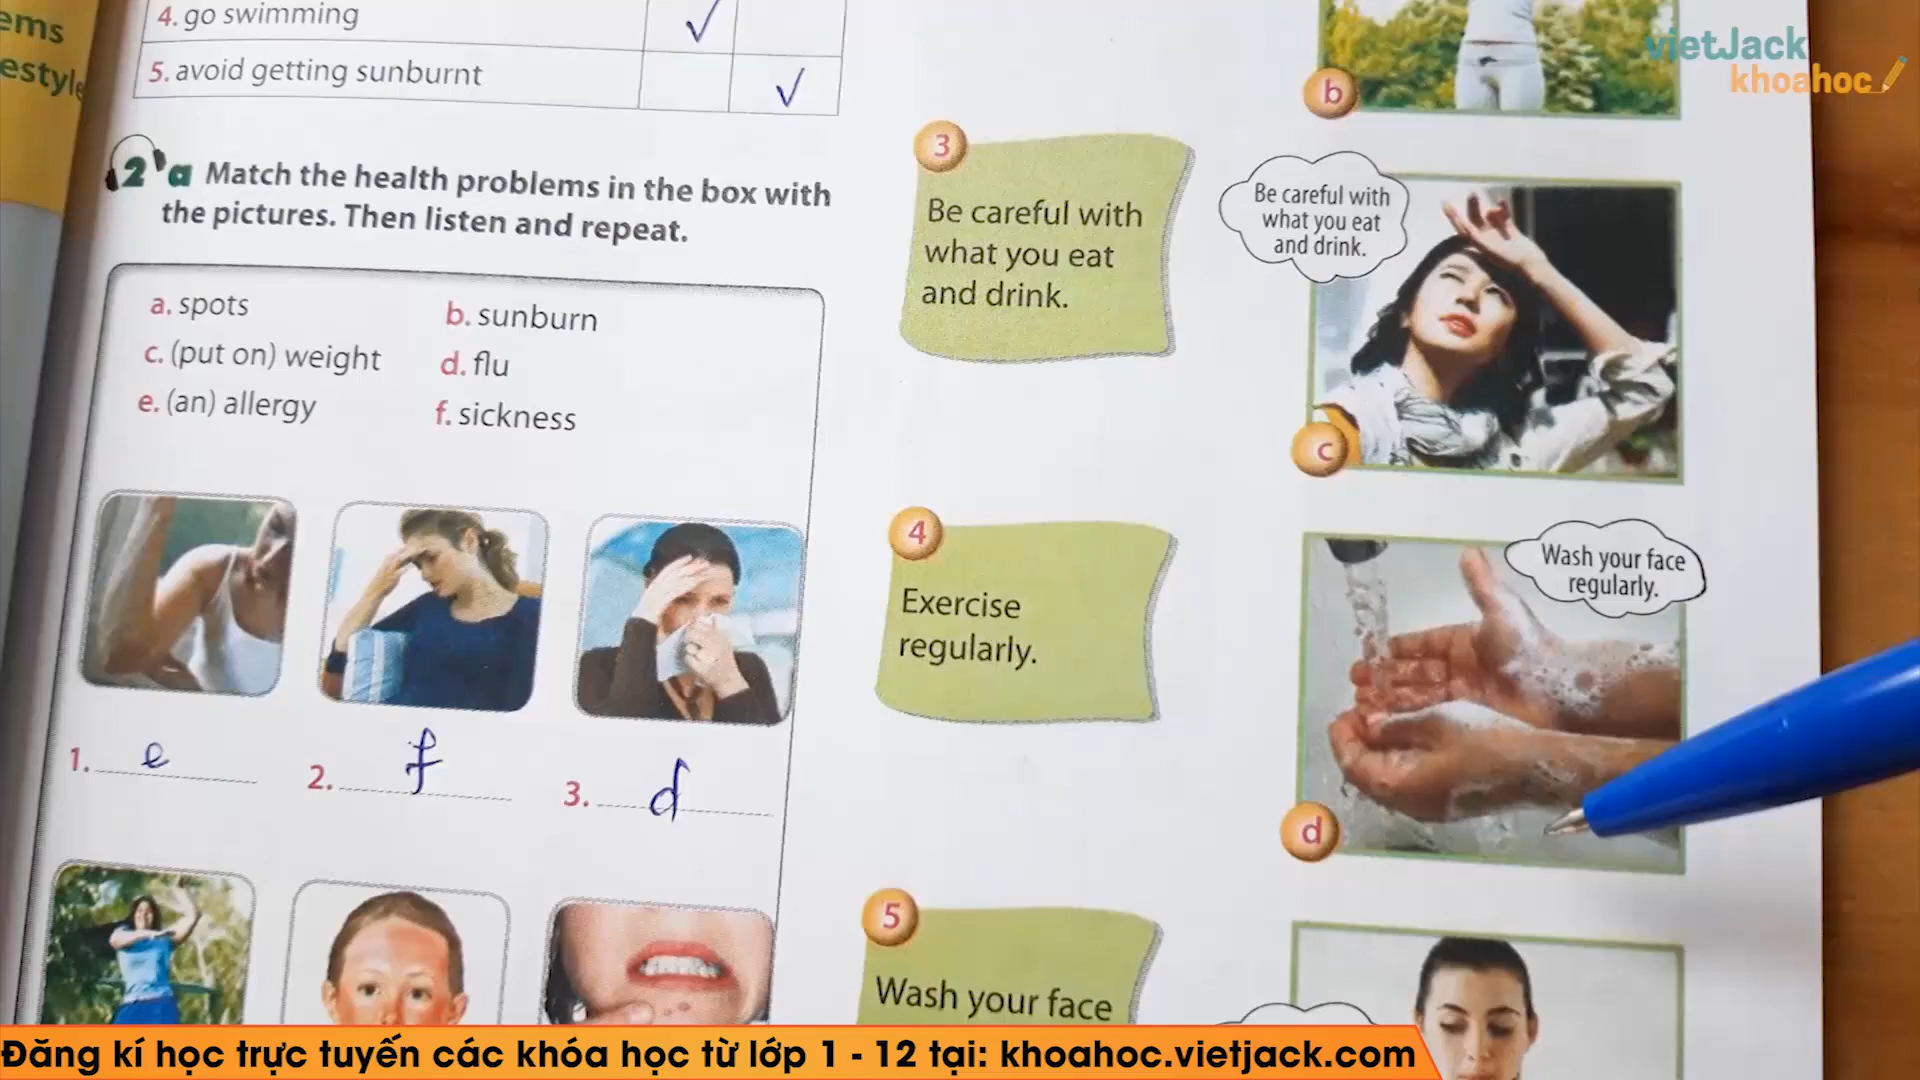 ems
estyle
4. go swimming
√
5. avoid getting sunburnt
√
2 a Match the health problems in the box with
the pictures. Then listen and repeat.
a. spots
b. sunburn
c. (put on) weight
d. flu
e. (an) allergy
f. sickness
1. e
2. f
3. d
3
Be careful with
what you eat
and drink.
4
Exercise
regularly.
5
Wash your face
b
Be careful with
what you eat
and drink.
c
Wash your face
regularly.
d
vietJack
khoahoc
Đăng kí học trực tuyến các khóa học từ lớp 1 - 12 tại: khoahoc.vietjack.com